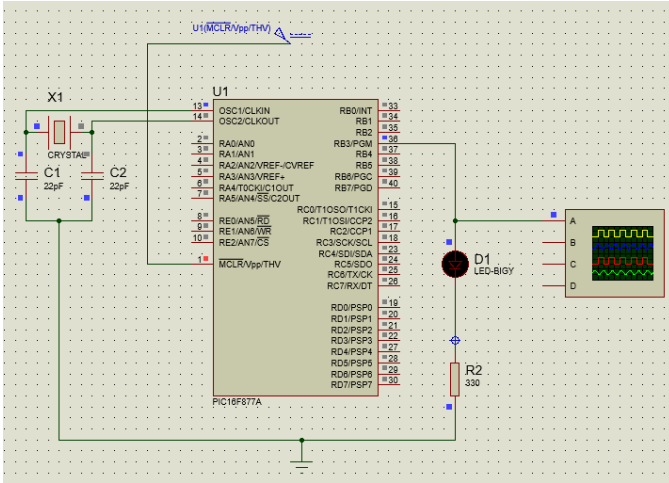 U1(MCLR/Vpp/THV)
X1
CRYSTAL
C1
22pF
C2
22pF
U1
13 OSC1/CLKIN
14 OSC2/CLKOUT
2 RA0/AN0
3 RA1/AN1
4 RA2/AN2/VREF-/CVREF
5 RA3/AN3/VREF+
6 RA4/T0CKI/C1OUT
7 RA5/AN4/SS/C2OUT
8 RE0/AN5/RD
9 RE1/AN6/WR
10 RE2/AN7/CS
1 MCLR/Vpp/THV
RB0/INT 33
RB1 34
RB2 35
RB3/PGM 36
RB4 37
RB5 38
RB6/PGC 39
RB7/PGD 40
RC0/T1OSO/T1CKI 15
RC1/T1OSI/CCP2 16
RC2/CCP1 17
RC3/SCK/SCL 18
RC4/SDI/SDA 23
RC5/SDO 24
RC6/TX/CK 25
RC7/RX/DT 26
RD0/PSP0 19
RD1/PSP1 20
RD2/PSP2 21
RD3/PSP3 22
RD4/PSP4 27
RD5/PSP5 28
RD6/PSP6 29
RD7/PSP7 30
PIC16F877A
D1
LED-BIGY
R2
330
A
B
C
D